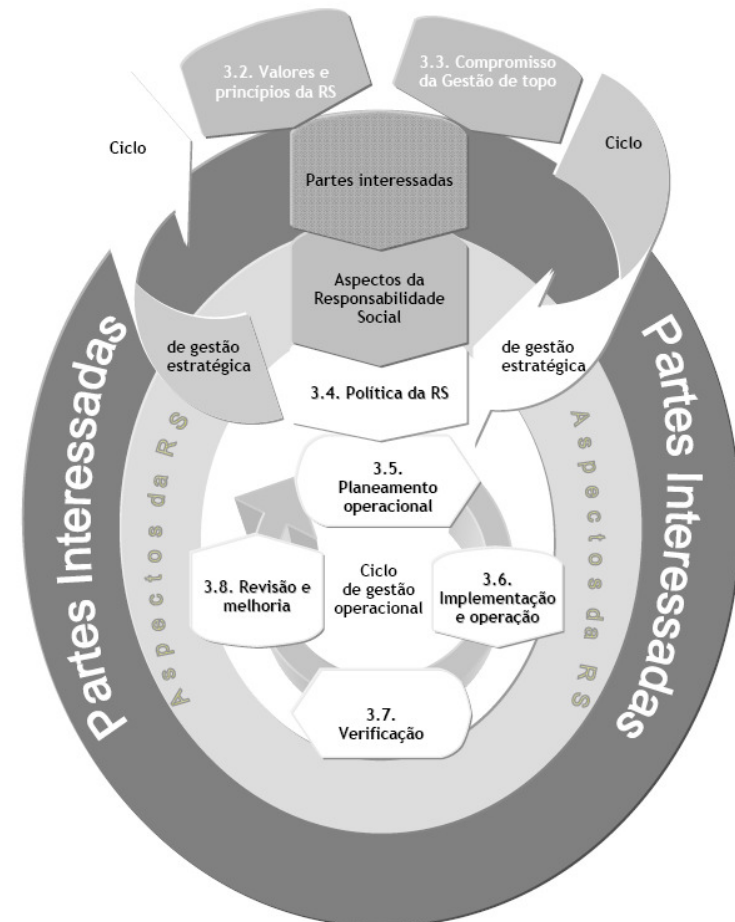 3.2. Valores e
princípios da RS
3.3. Compromisso
da Gestão de topo
Ciclo
Ciclo
Partes interessadas
Aspectos da
Responsabilidade
Social
de gestão
estratégica
de gestão
estratégica
3.4. Política da RS
Partes Interessadas
Aspectos da RS
Aspectos da RS
Partes Interessadas
3.5.
Planeamento
operacional
3.8. Revisão e
melhoria
Ciclo
de gestão
operacional
3.6.
Implementação
e operação
3.7.
Verificação